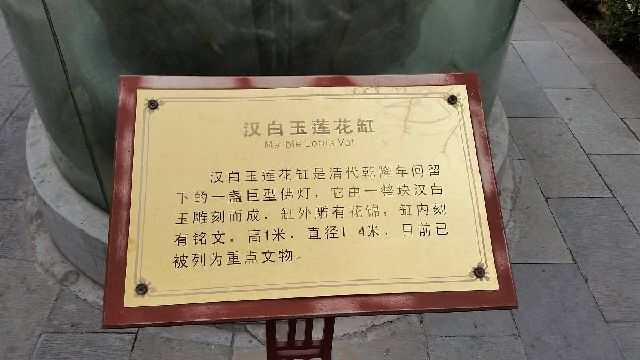 汉白玉莲花缸
Marble Lotus Vat
汉白玉莲花缸是清代乾隆年间留
下的一盏巨型佛灯，它由一整块汉白
玉雕刻而成，缸外雕有花锦，缸内刻
有铭文，高1米，直径1.4米，目前已
被列为重点文物。